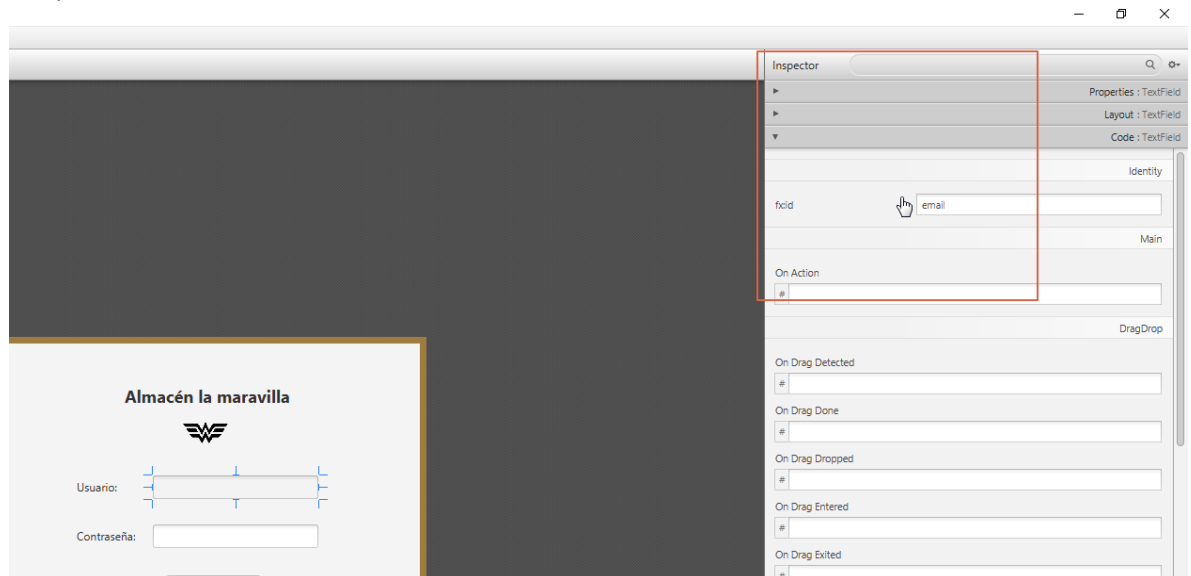 Inspector
Properties : TextField
Layout : TextField
Code : TextField
Identity
fx:id
email
Main
On Action
#
DragDrop
On Drag Detected
#
On Drag Done
#
On Drag Dropped
#
On Drag Entered
#
On Drag Exited
#
Almacén la maravilla
Usuario:
Contraseña: